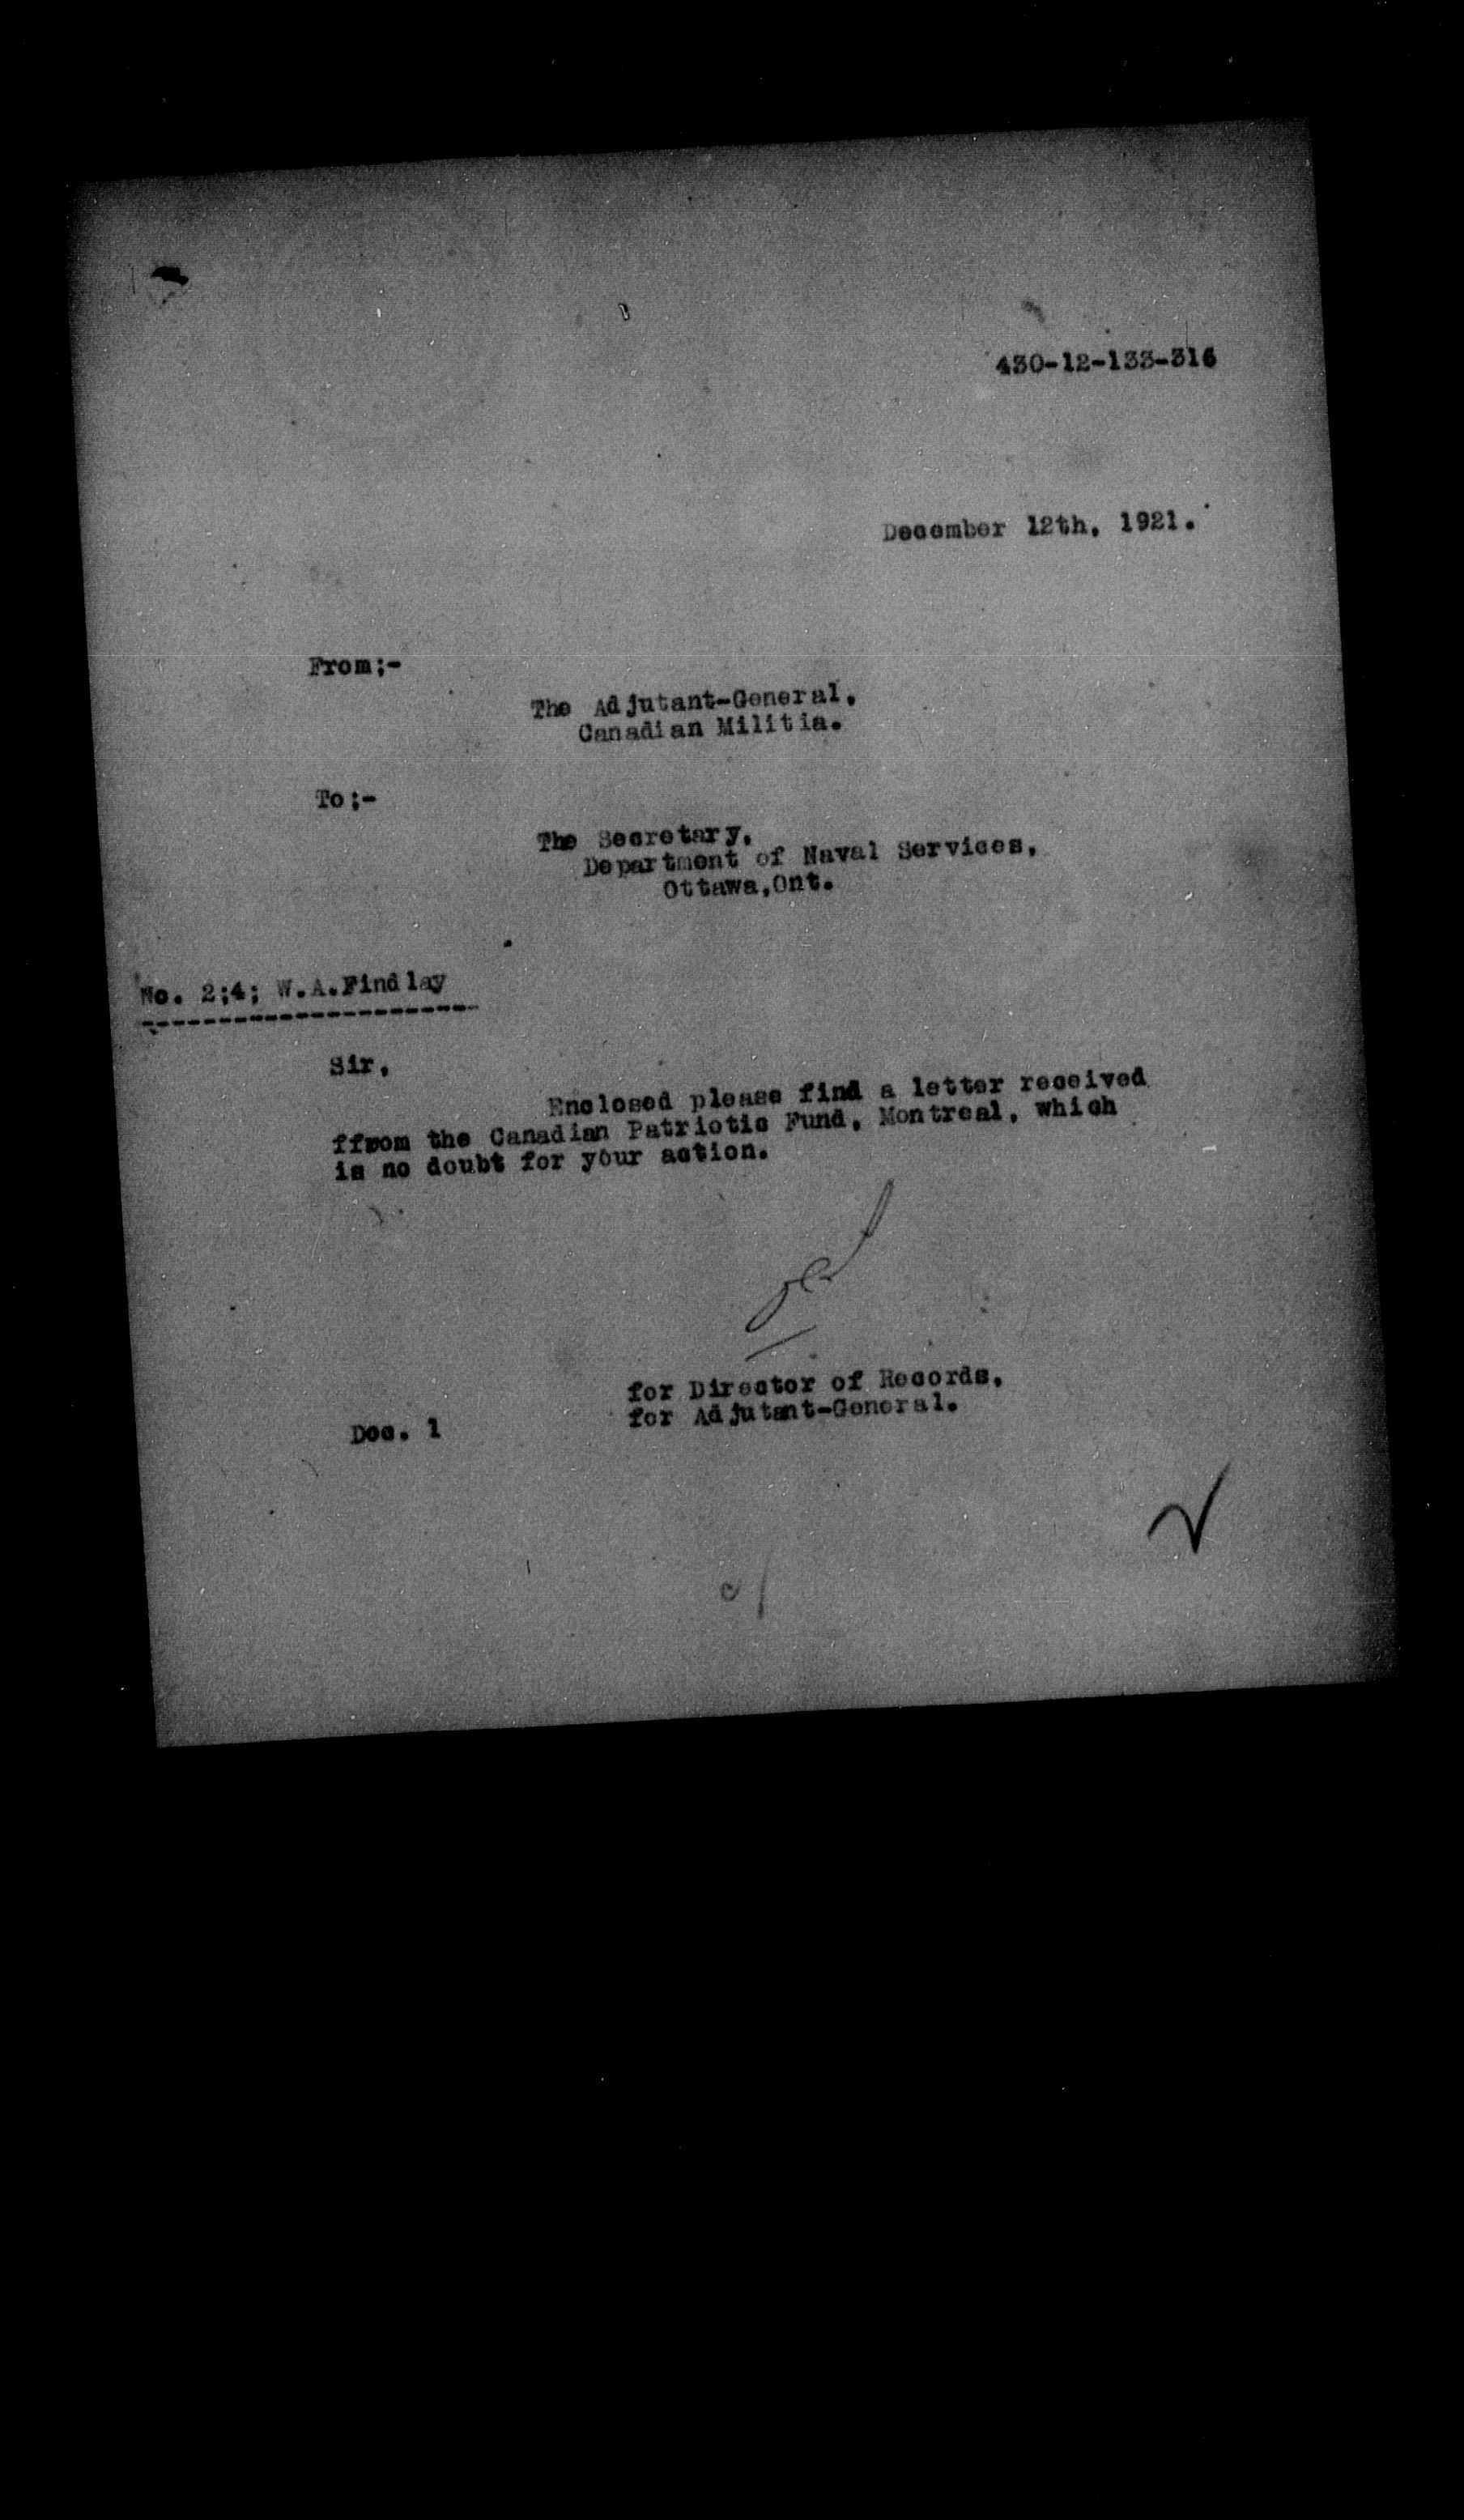 430-12-133-316
December 12th, 1921.
From;-
The Adjutant-General,
Canadian Militia.
To;-
The Secretary,
Department of Naval Services,
Ottawa,Ont.
No. 2;4; W.A.Findlay
Sir,
Enclosed please find a letter received
ffrom the Canadian Patriotic Fund, Montreal, which
is no doubt for your action.
for Director of Records,
for Adjutant-General.
Doc. 1